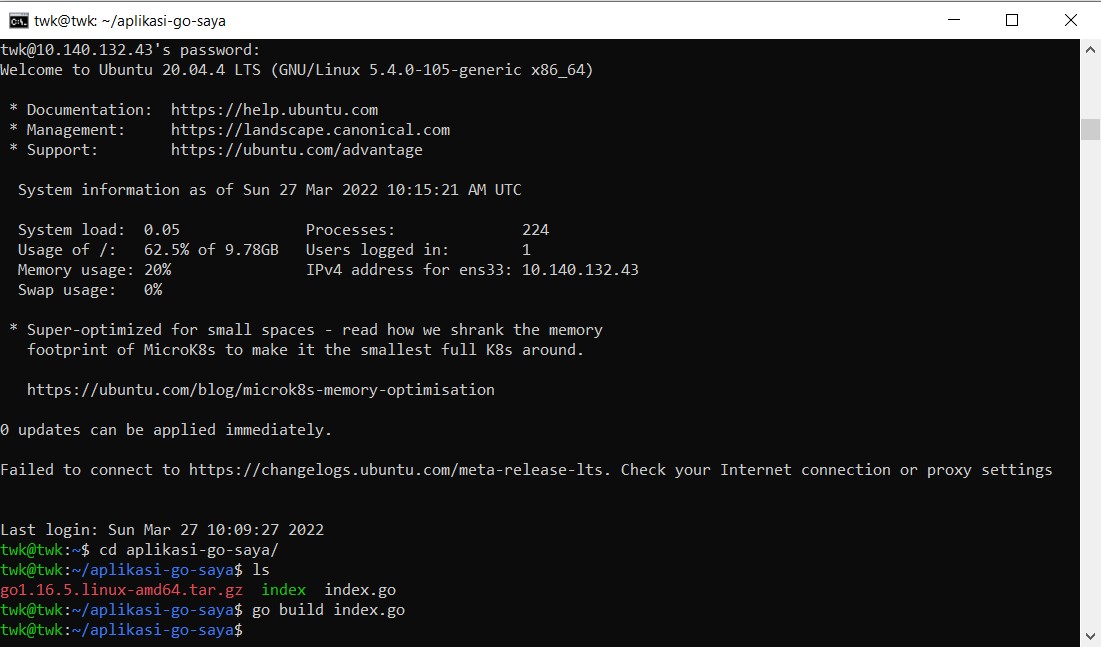 twk@twk: ~/aplikasi-go-saya
twk@10.140.132.43's password:
Welcome to Ubuntu 20.04.4 LTS (GNU/Linux 5.4.0-105-generic x86_64)
* Documentation:  https://help.ubuntu.com
* Management:     https://landscape.canonical.com
* Support:        https://ubuntu.com/advantage
System information as of Sun 27 Mar 2022 10:15:21 AM UTC
System load:  0.05              Processes:              224
Usage of /:   62.5% of 9.78GB   Users logged in:        1
Memory usage: 20%               IPv4 address for ens33: 10.140.132.43
Swap usage:   0%
* Super-optimized for small spaces - read how we shrank the memory
footprint of MicroK8s to make it the smallest full K8s around.
https://ubuntu.com/blog/microk8s-memory-optimisation
0 updates can be applied immediately.
Failed to connect to https://changelogs.ubuntu.com/meta-release-lts. Check your Internet connection or proxy settings
Last login: Sun Mar 27 10:09:27 2022
twk@twk:~$ cd aplikasi-go-saya/
twk@twk:~/aplikasi-go-saya$ ls
go1.16.5.linux-amd64.tar.gz  index  index.go
twk@twk:~/aplikasi-go-saya$ go build index.go
twk@twk:~/aplikasi-go-saya$